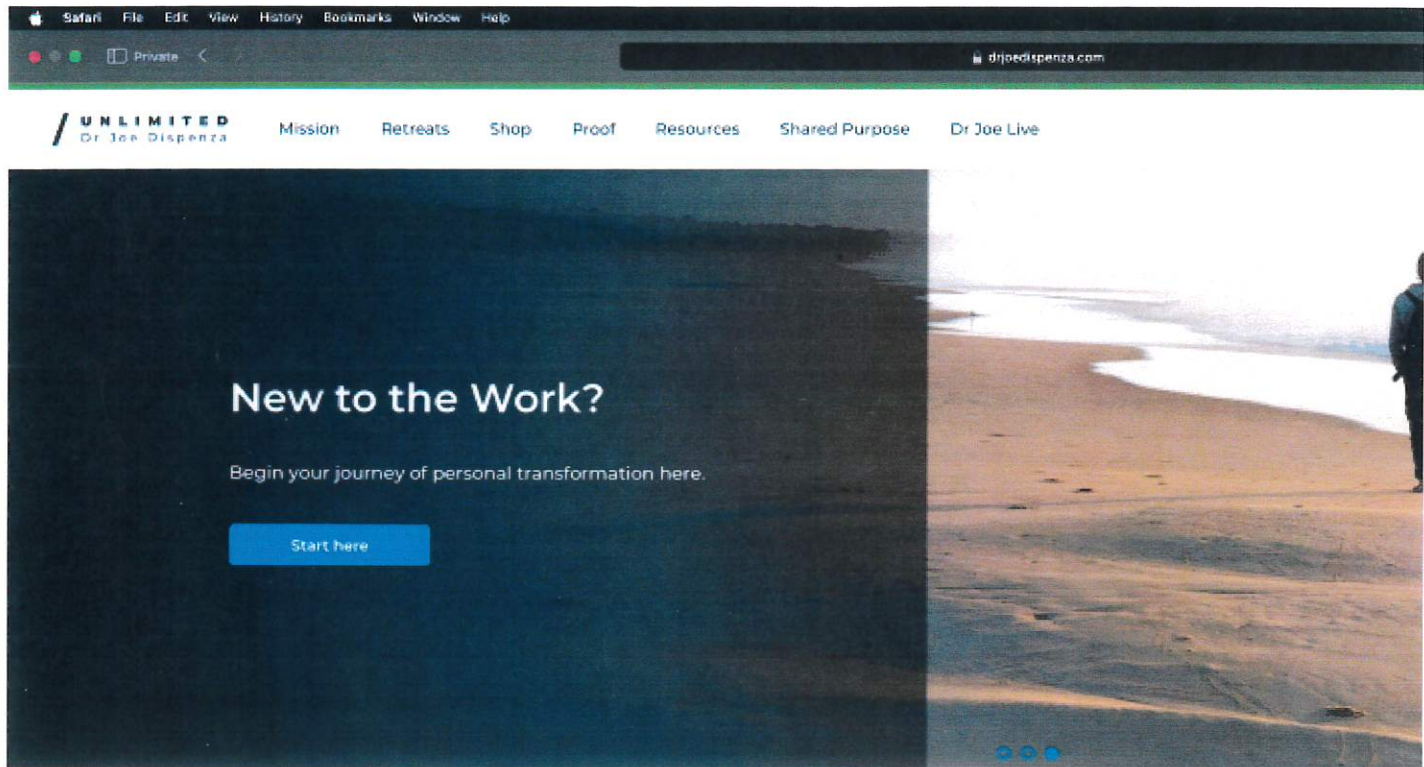 Safari File Edit View History Bookmarks Window Help
Private
drjoedispenza.com
UNLIMITED
Dr Joe Dispenza
Mission Retreats Shop Proof Resources Shared Purpose Dr Joe Live
New to the Work?
Begin your journey of personal transformation here.
Start here